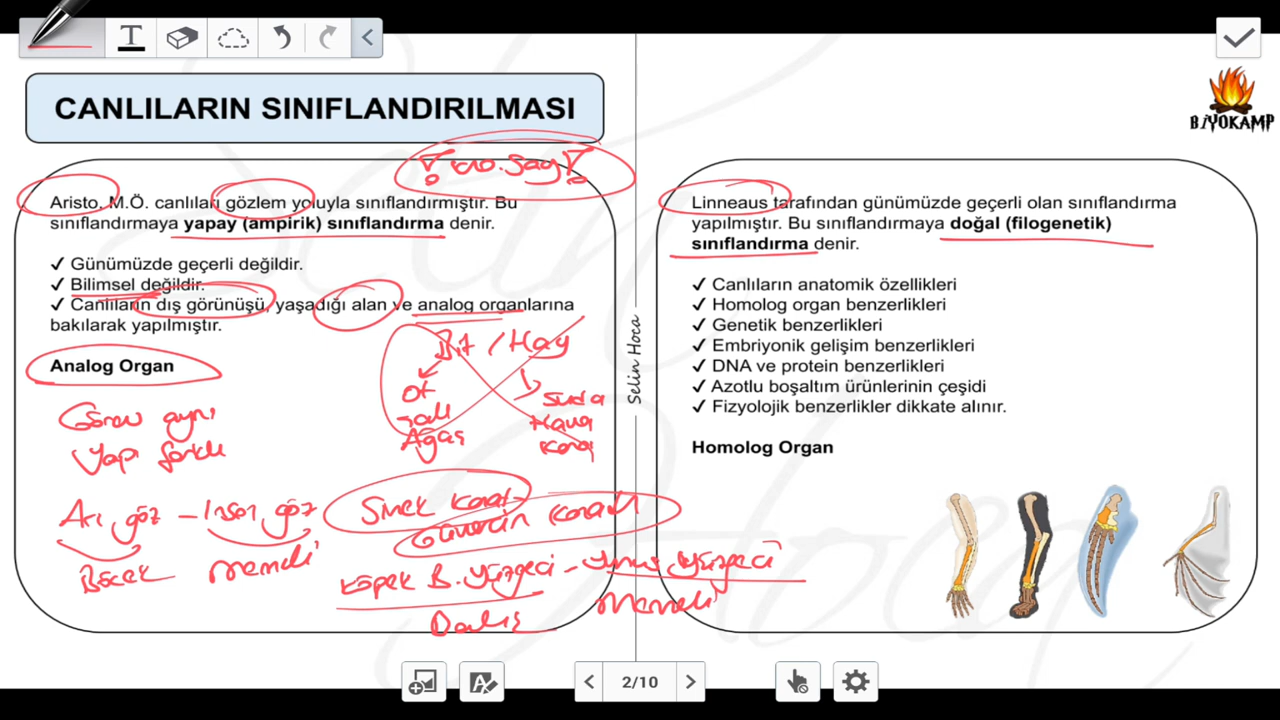 T
CANLILARIN SINIFLANDIRILMASI
BİYOKAMP
Aristo, M.Ö. canlıları gözlem yoluyla sınıflandırmıştır. Bu
sınıflandırmaya yapay (ampirik) sınıflandırma denir.
✓ Günümüzde geçerli değildir.
✓ Bilimsel değildir.
✓ Canlıların dış görünüşü, yaşadığı alan ve analog organlarına
bakılarak yapılmıştır.
Bit / Hay
Ot
Çalı
Ağaç
Suda
Hava
Kara
Analog Organ
Görev aynı
Yapı farklı
Arı göz - İnsan göz
Böcek
memeli
Sinek kanat
Güvercin kanadı
köpek B. yüzgeci - yunus yüzgeci
memeli
Selin Hoca
Linneaus tarafından günümüzde geçerli olan sınıflandırma
yapılmıştır. Bu sınıflandırmaya doğal (filogenetik)
sınıflandırma denir.
✓ Canlıların anatomik özellikleri
✓ Homolog organ benzerlikleri
✓ Genetik benzerlikleri
✓ Embriyonik gelişim benzerlikleri
✓ DNA ve protein benzerlikleri
✓ Azotlu boşaltım ürünlerinin çeşidi
✓ Fizyolojik benzerlikler dikkate alınır.
Homolog Organ
2/10